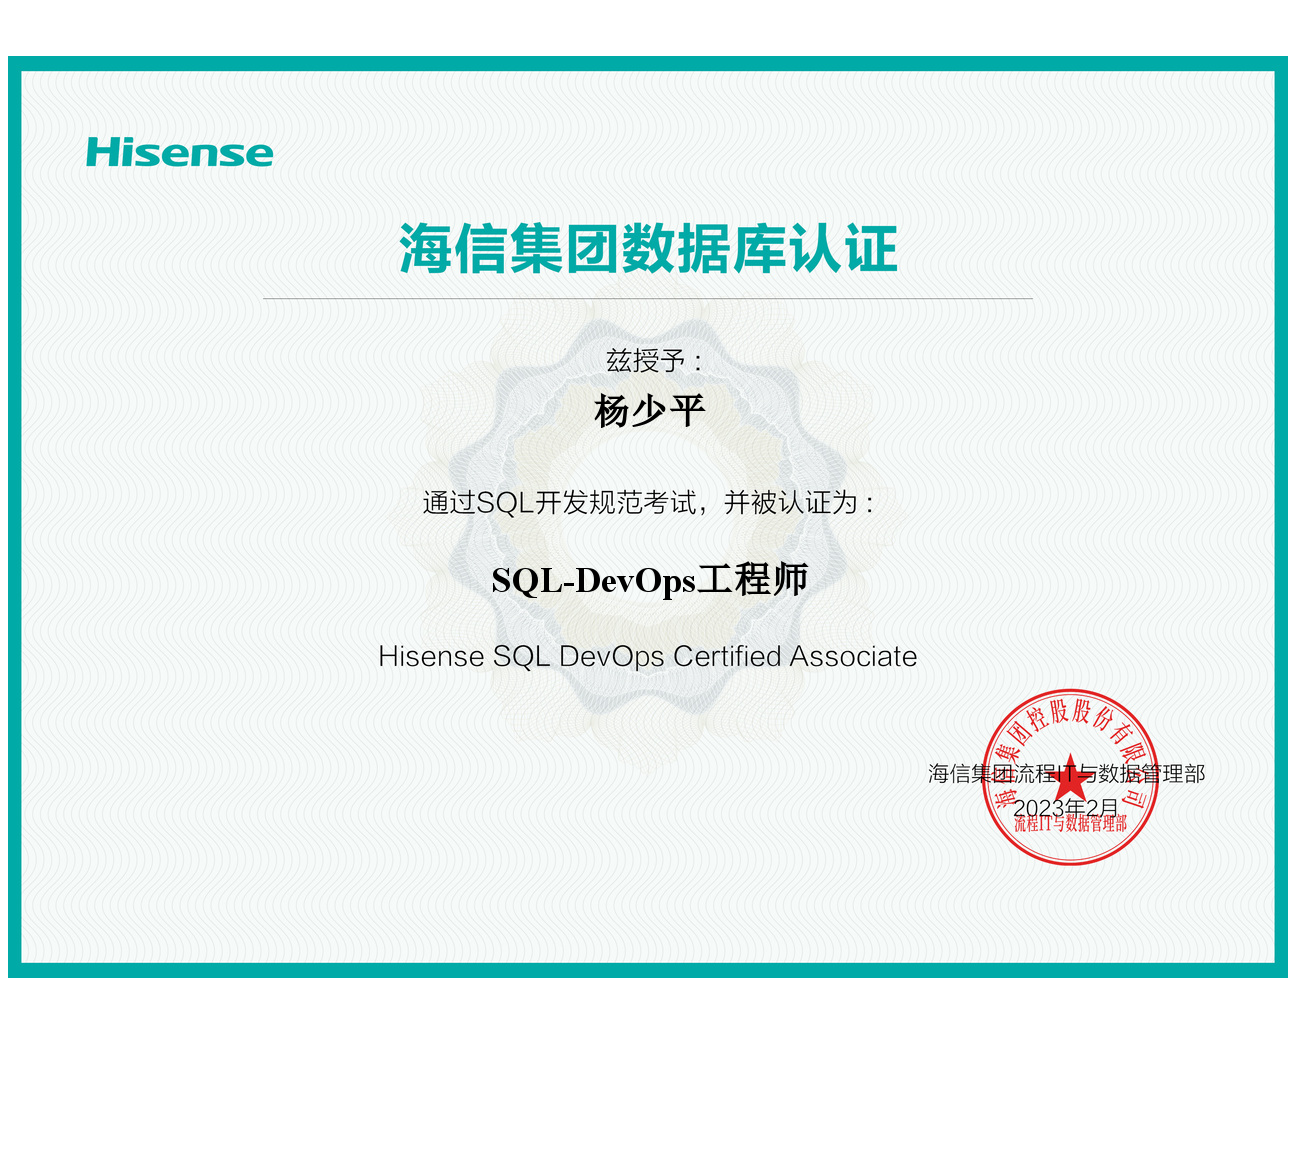 Hisense
海信集团数据库认证
兹授予：
杨少平
通过SQL开发规范考试，并被认证为：
SQL-DevOps工程师
Hisense SQL DevOps Certified Associate
海信集团控股股份有限公司
海信集团流程IT与数据管理部
2023年2月
流程IT与数据管理部